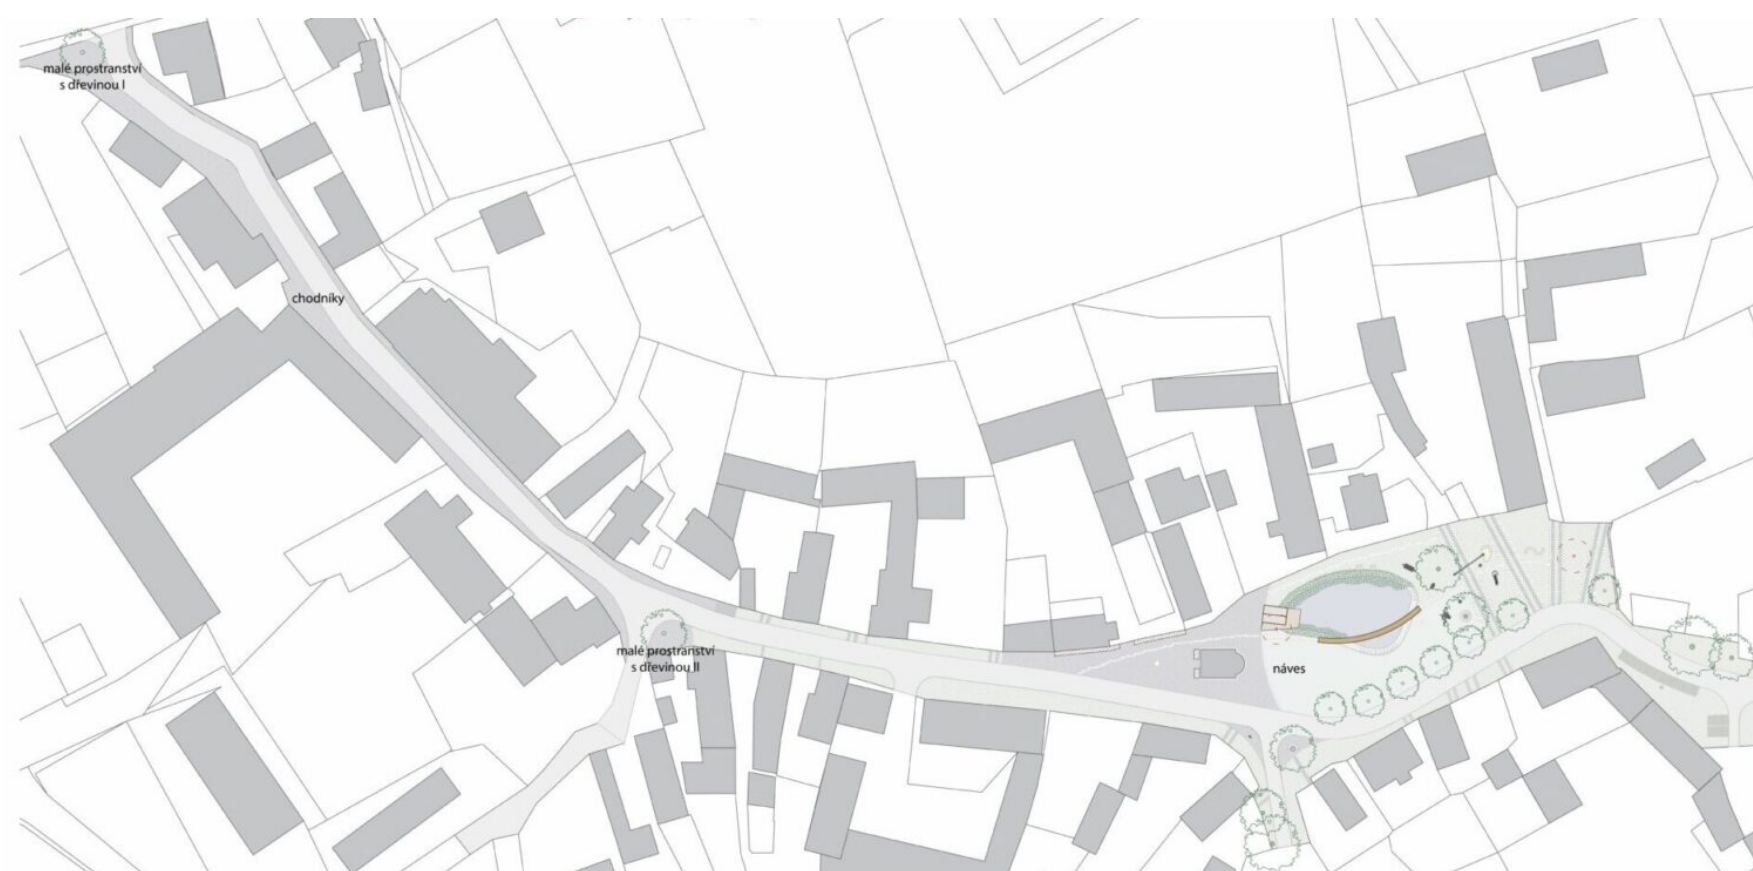 malé prostranství
s dřevinou I
chodníky
malé prostranství
s dřevinou II
náves